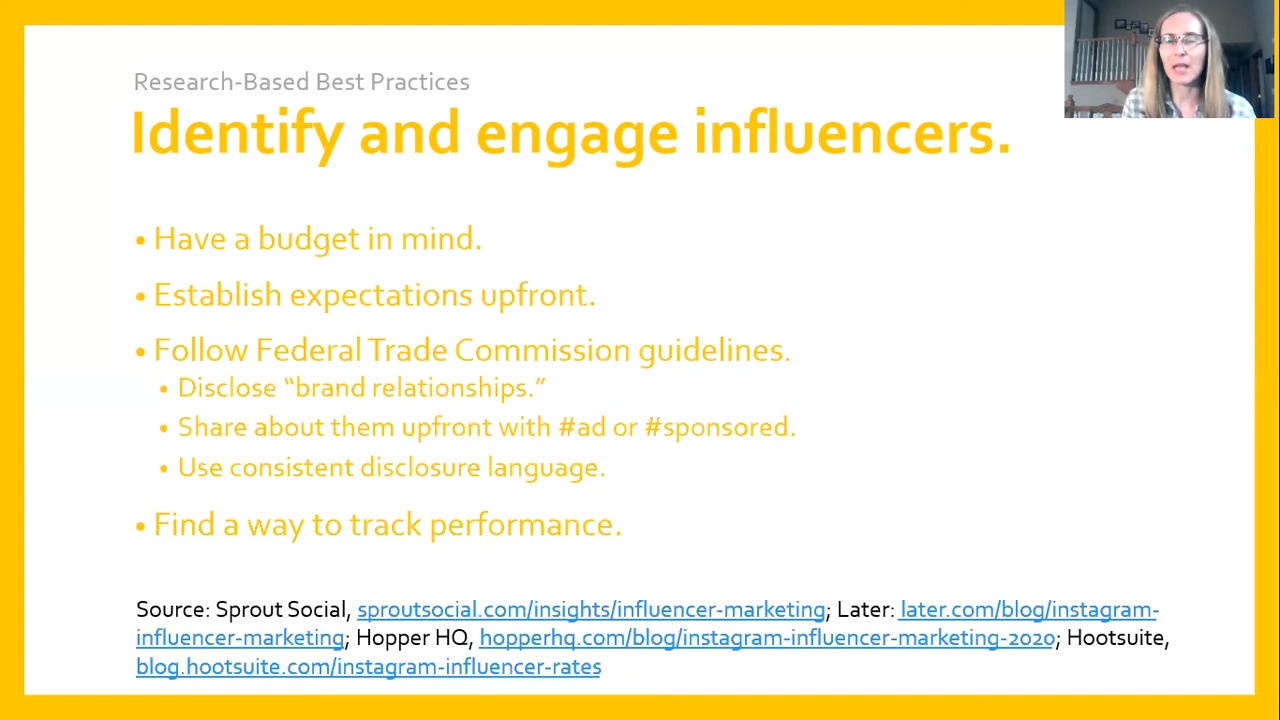 Research-Based Best Practices
Identify and engage influencers.
• Have a budget in mind.
• Establish expectations upfront.
• Follow Federal Trade Commission guidelines.
• Disclose “brand relationships.”
• Share about them upfront with #ad or #sponsored.
• Use consistent disclosure language.
• Find a way to track performance.
Source: Sprout Social, sproutsocial.com/insights/influencer-marketing; Later: later.com/blog/instagram-
influencer-marketing; Hopper HQ, hopperhq.com/blog/instagram-influencer-marketing-2020; Hootsuite,
blog.hootsuite.com/instagram-influencer-rates